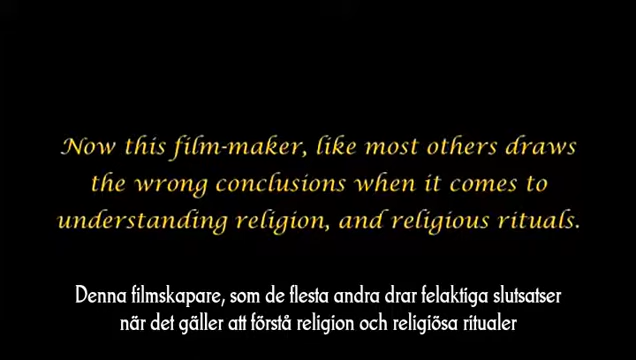 Now this film-maker, like most others draws
the wrong conclusions when it comes to
understanding religion, and religious rituals.
Denna filmskapare, som de flesta andra drar felaktiga slutsatser
när det gäller att förstå religion och religiösa ritualer